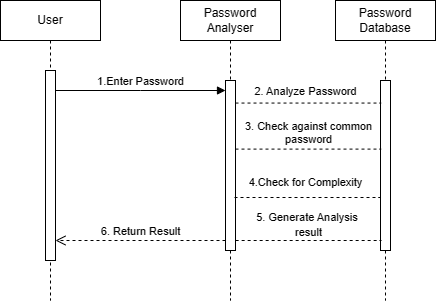 User
Password
Analyser
Password
Database
1.Enter Password
2. Analyze Password
3. Check against common
password
4.Check for Complexity
5. Generate Analysis
result
6. Return Result